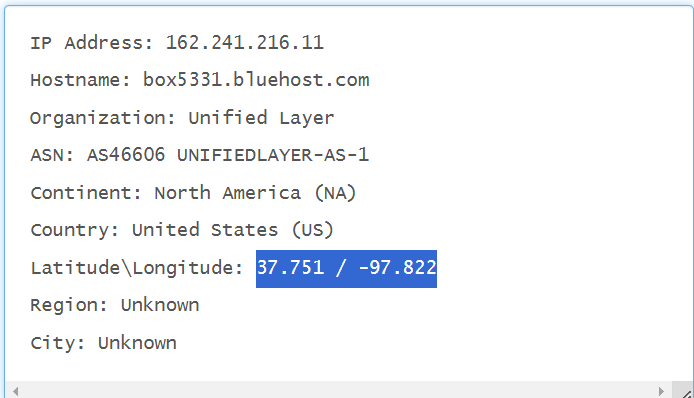 IP Address: 162.241.216.11
Hostname: box5331.bluehost.com
Organization: Unified Layer
ASN: AS46606 UNIFIEDLAYER-AS-1
Continent: North America (NA)
Country: United States (US)
Latitude\Longitude: 37.751 / -97.822
Region: Unknown
City: Unknown